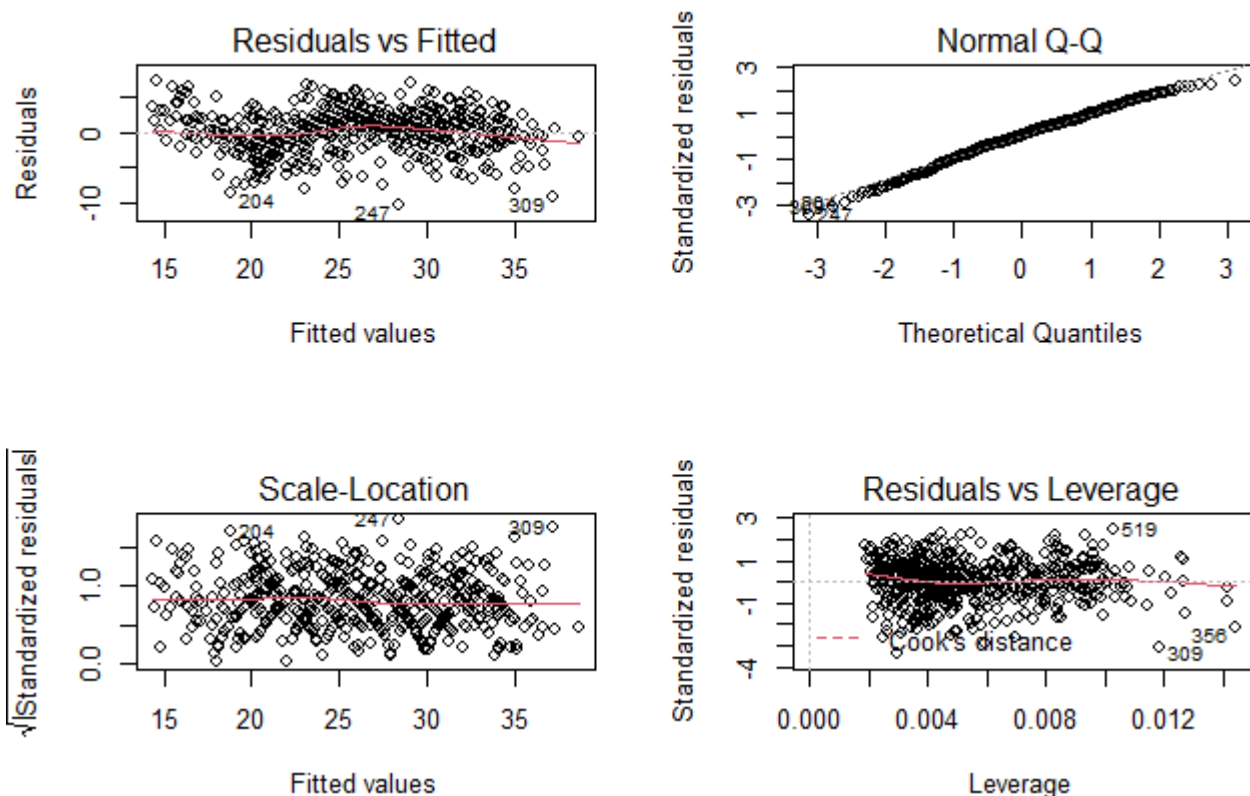 Residuals vs Fitted
Residuals
0
-10
204
247
309
15 20 25 30 35
Fitted values
Normal Q-Q
Standardized residuals
3
1
-1
-3
247
-3 -2 -1 0 1 2 3
Theoretical Quantiles
Scale-Location
√|Standardized residuals|
1.0
0.0
204
247
309
15 20 25 30 35
Fitted values
Residuals vs Leverage
Standardized residuals
3
1
-1
-4
519
356
309
Cook's distance
0.000 0.004 0.008 0.012
Leverage